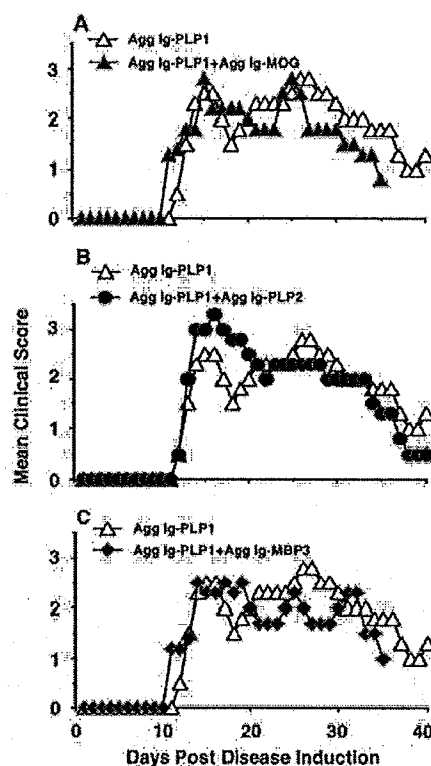 A
Agg Ig-PLP1
Agg Ig-PLP1+Agg Ig-MOG
3
2
1
0
B
Agg Ig-PLP1
Agg Ig-PLP1+Agg Ig-PLP2
3
2
1
0
Mean Clinical Score
C
Agg Ig-PLP1
Agg Ig-PLP1+Agg Ig-MBP3
3
2
1
0
0 10 20 30 40
Days Post Disease Induction